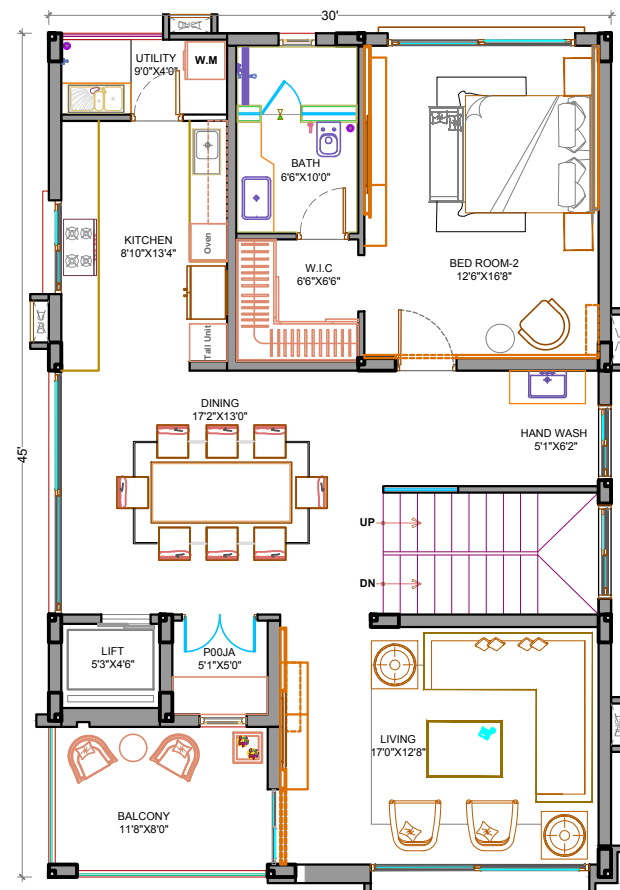 DUCT
30'
UTILITY
9'0"X4'0"
W.M
BATH
6'6"X10'0"
KITCHEN
8'10"X13'4"
Oven
W.I.C
6'6"X6'6"
BED ROOM-2
12'6"X16'8"
Tall Unit
DINING
17'2"X13'0"
HAND WASH
5'1"X6'2"
45'
UP
DN
LIFT
5'3"X4'6"
P00JA
5'1"X5'0"
LIVING
17'0"X12'8"
BALCONY
11'8"X8'0"